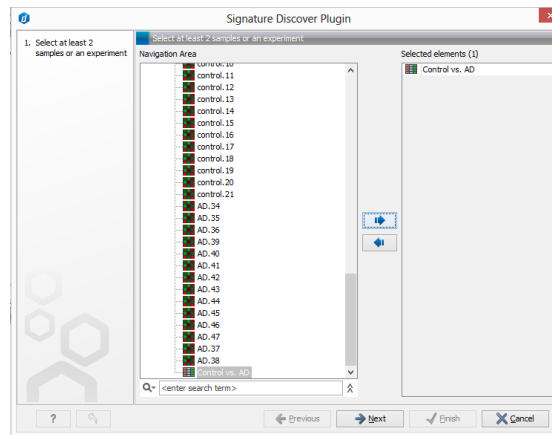 Signature Discover Plugin
1. Select at least 2
samples or an experiment
Select at least 2 samples or an experiment
Navigation Area
control.10
control.11
control.12
control.13
control.14
control.15
control.16
control.17
control.18
control.19
control.20
control.21
AD.34
AD.35
AD.36
AD.39
AD.40
AD.41
AD.42
AD.43
AD.44
AD.45
AD.46
AD.47
AD.37
AD.38
Control vs. AD
<enter search term>
Selected elements (1)
Control vs. AD
?
Previous
Next
Finish
Cancel